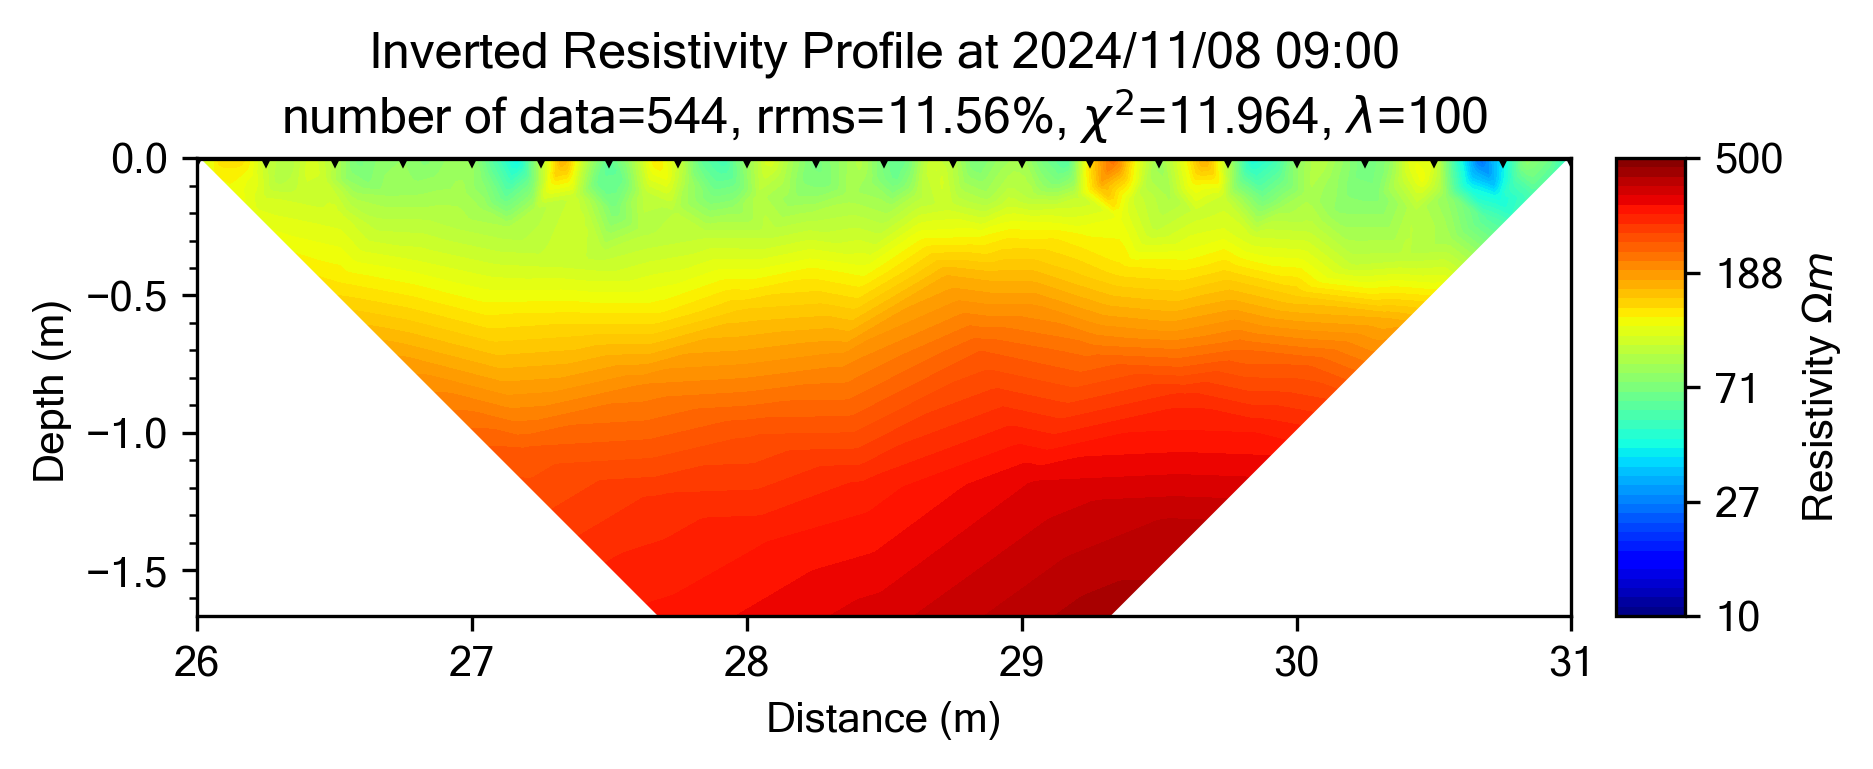 Inverted Resistivity Profile at 2024/11/08 09:00
number of data=544, rrms=11.56%, χ²=11.964, λ=100
0.0
−0.5
−1.0
−1.5
Depth (m)
26 27 28 29 30 31
Distance (m)
500
188
71
27
10
Resistivity Ωm